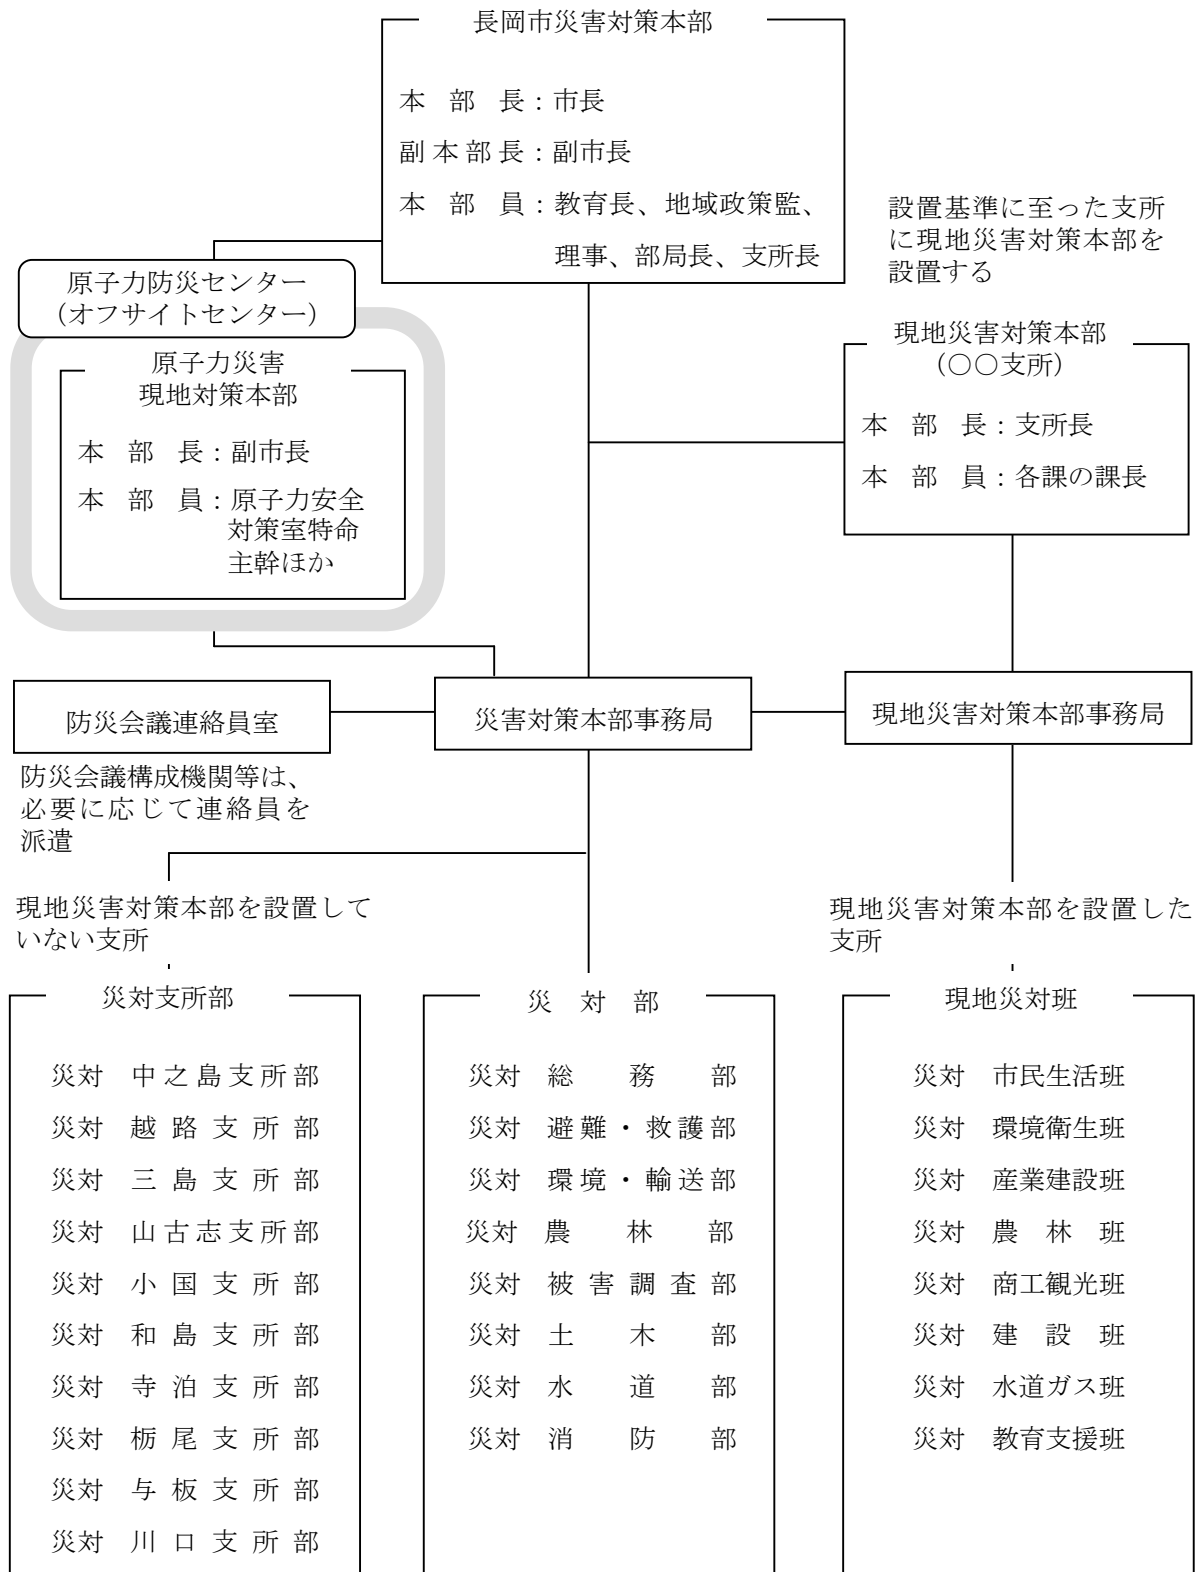 長岡市災害対策本部
本部長：市長
副本部長：副市長
本部員：教育長、地域政策監、
理事、部局長、支所長
設置基準に至った支所
に現地災害対策本部を
設置する
原子力防災センター
（オフサイトセンター）
原子力災害
現地対策本部
本部長：副市長
本部員：原子力安全
対策室特命
主幹ほか
現地災害対策本部
（○○支所）
本部長：支所長
本部員：各課の課長
防災会議連絡員室
災害対策本部事務局
現地災害対策本部事務局
防災会議構成機関等は、
必要に応じて連絡員を
派遣
現地災害対策本部を設置して
いない支所
現地災害対策本部を設置した
支所
災対支所部
災対 中之島支所部
災対 越路支所部
災対 三島支所部
災対 山古志支所部
災対 小国支所部
災対 和島支所部
災対 寺泊支所部
災対 栃尾支所部
災対 与板支所部
災対 川口支所部
災対部
災対 総務部
災対 避難・救護部
災対 環境・輸送部
災対 農林部
災対 被害調査部
災対 土木部
災対 水道部
災対 消防部
現地災対班
災対 市民生活班
災対 環境衛生班
災対 産業建設班
災対 農林班
災対 商工観光班
災対 建設班
災対 水道ガス班
災対 教育支援班